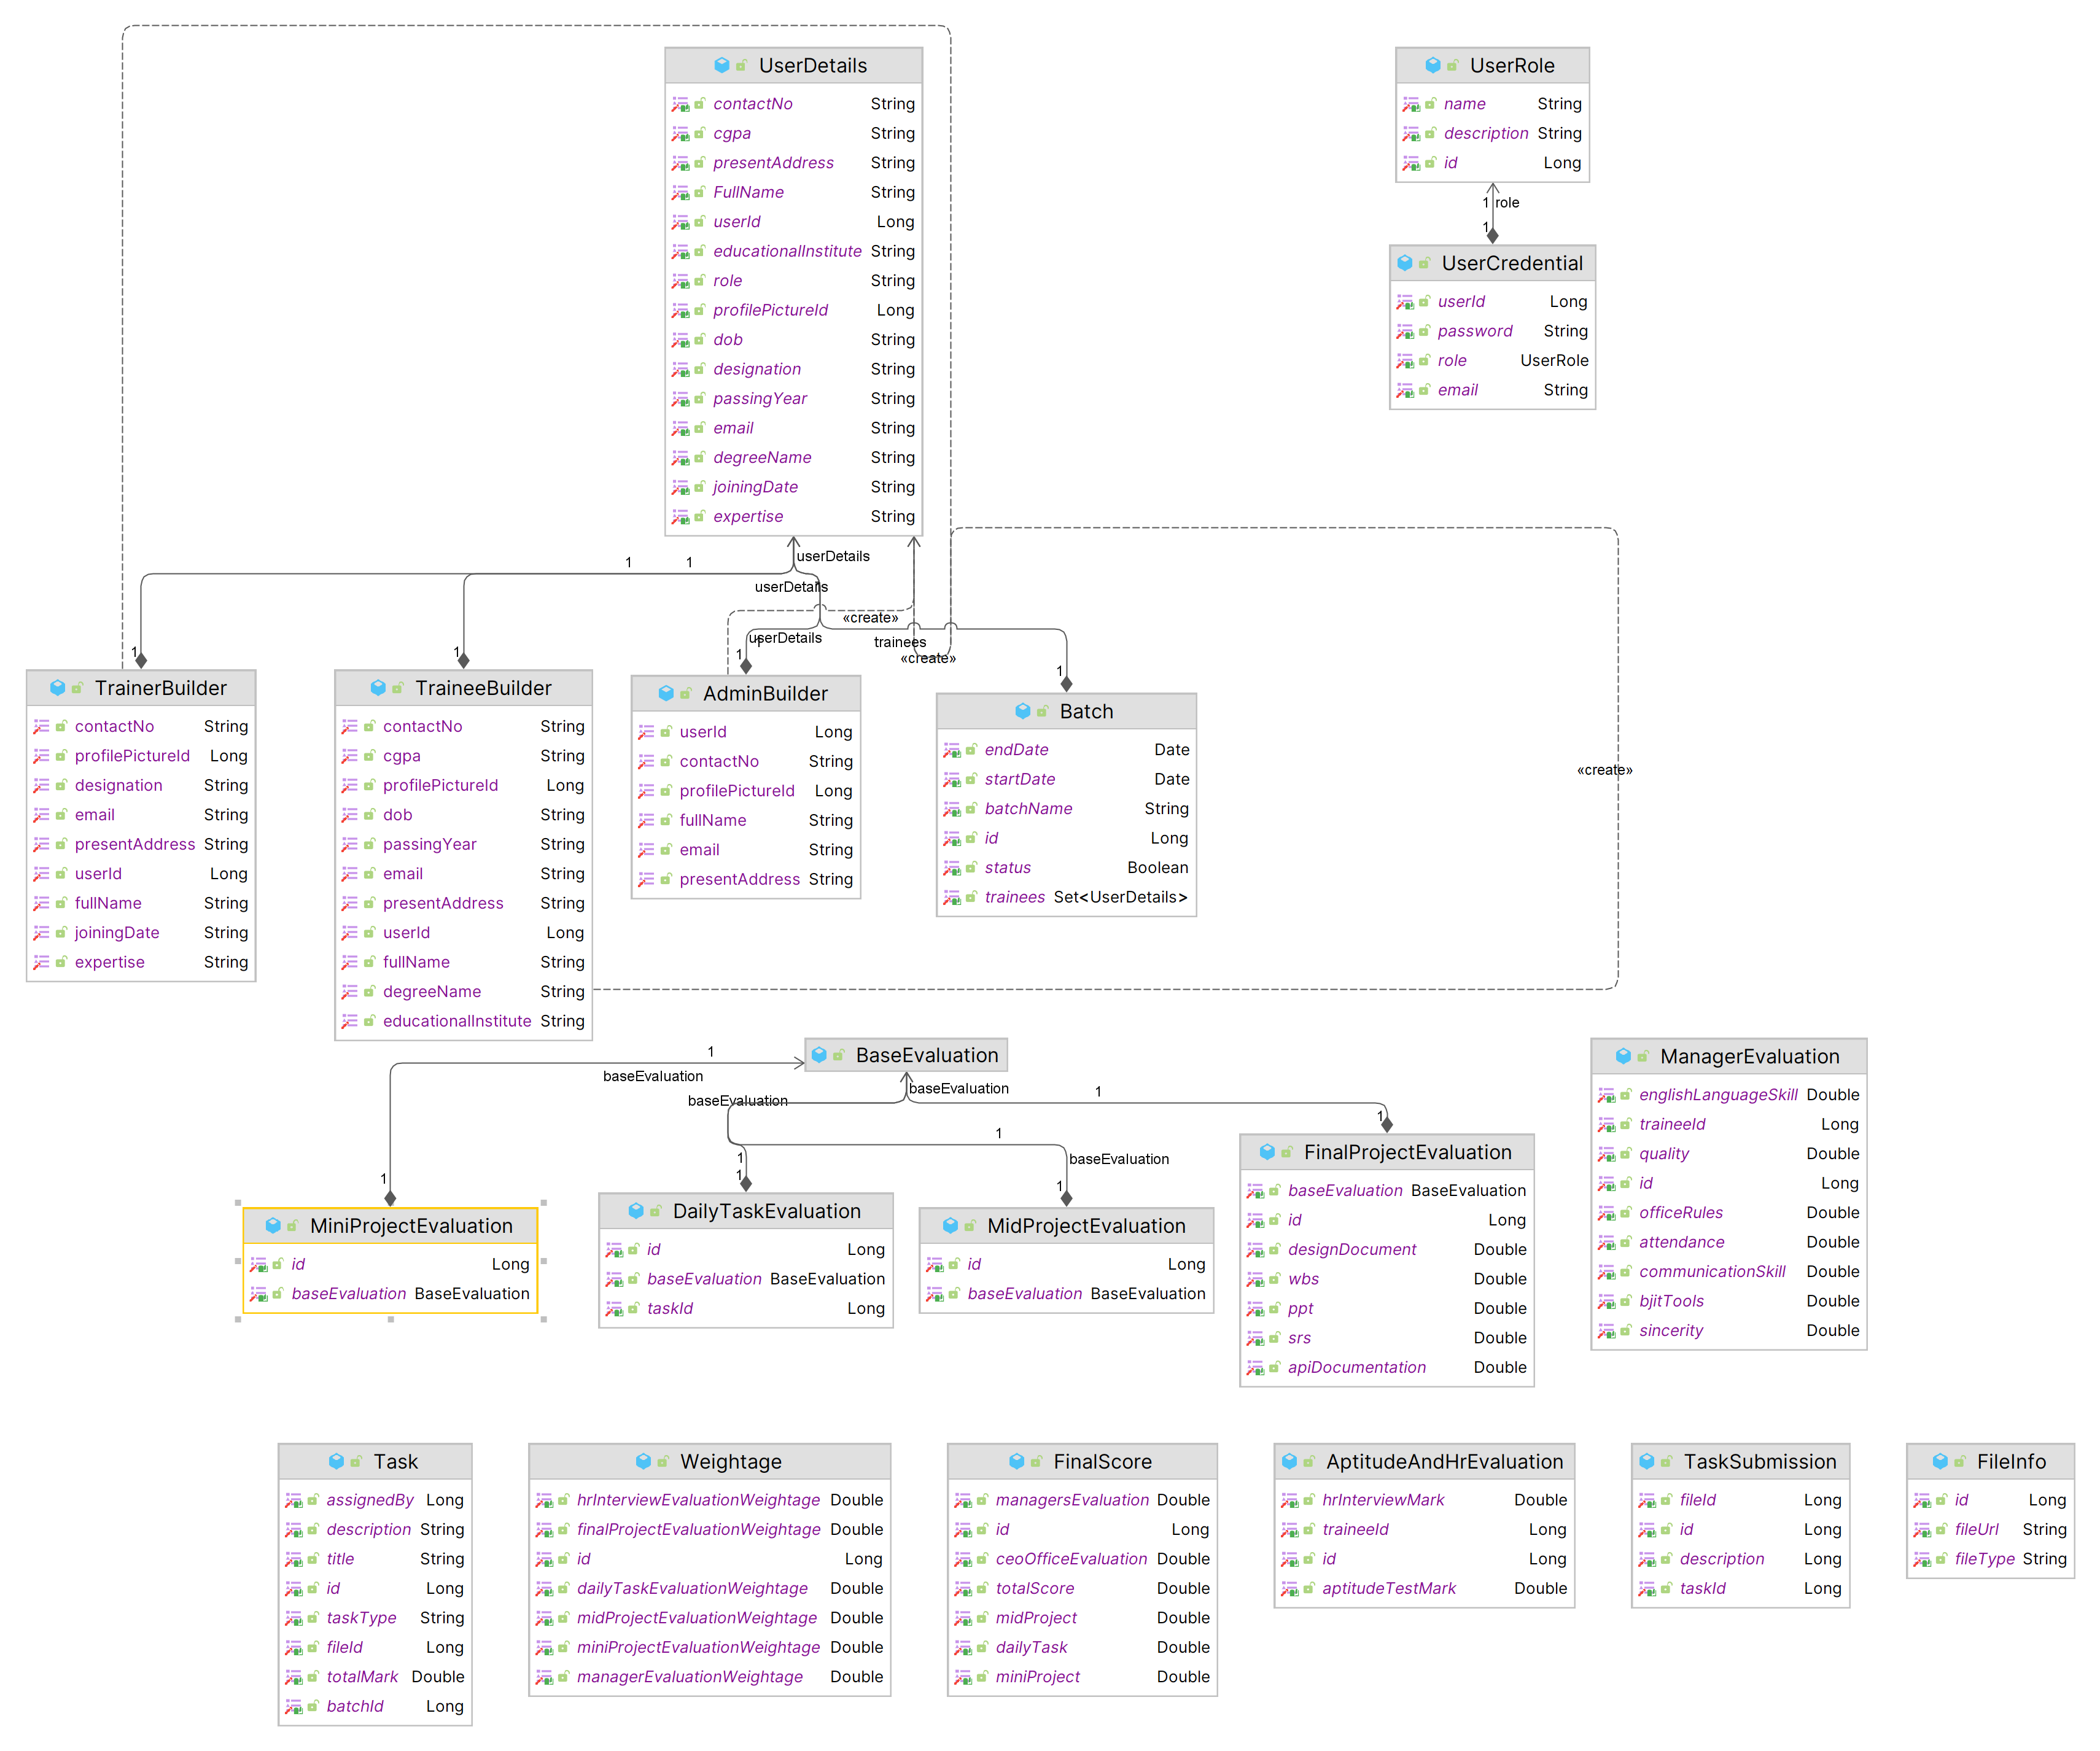 UserDetails
contactNo String
cgpa String
presentAddress String
FullName String
userId Long
educationalInstitute String
role String
profilePictureId Long
dob String
designation String
passingYear String
email String
degreeName String
joiningDate String
expertise String
UserRole
name String
description String
id Long
1 role
1
UserCredential
userId Long
password String
role UserRole
email String
1 1 userDetails
userDetails
«create»
1 userDetails trainees
«create»
1 1 1 1
TrainerBuilder
contactNo String
profilePictureId Long
designation String
email String
presentAddress String
userId Long
fullName String
joiningDate String
expertise String
TraineeBuilder
contactNo String
cgpa String
profilePictureId Long
dob String
passingYear String
email String
presentAddress String
userId Long
fullName String
degreeName String
educationalInstitute String
AdminBuilder
userId Long
contactNo String
profilePictureId Long
fullName String
email String
presentAddress String
Batch
endDate Date
startDate Date
batchName String
id Long
status Boolean
trainees Set<UserDetails>
«create»
BaseEvaluation
1
baseEvaluation
baseEvaluation
baseEvaluation
1
1
1
baseEvaluation
1
1
1
1
1
MiniProjectEvaluation
id Long
baseEvaluation BaseEvaluation
DailyTaskEvaluation
id Long
baseEvaluation BaseEvaluation
taskId Long
MidProjectEvaluation
id Long
baseEvaluation BaseEvaluation
FinalProjectEvaluation
baseEvaluation BaseEvaluation
id Long
designDocument Double
wbs Double
ppt Double
srs Double
apiDocumentation Double
ManagerEvaluation
englishLanguageSkill Double
traineeId Long
quality Double
id Long
officeRules Double
attendance Double
communicationSkill Double
bjitTools Double
sincerity Double
Task
assignedBy Long
description String
title String
id Long
taskType String
fileId Long
totalMark Double
batchId Long
Weightage
hrInterviewEvaluationWeightage Double
finalProjectEvaluationWeightage Double
id Long
dailyTaskEvaluationWeightage Double
midProjectEvaluationWeightage Double
miniProjectEvaluationWeightage Double
managerEvaluationWeightage Double
FinalScore
managersEvaluation Double
id Long
ceoOfficeEvaluation Double
totalScore Double
midProject Double
dailyTask Double
miniProject Double
AptitudeAndHrEvaluation
hrInterviewMark Double
traineeId Long
id Long
aptitudeTestMark Double
TaskSubmission
fileId Long
id Long
description Long
taskId Long
FileInfo
id Long
fileUrl String
fileType String